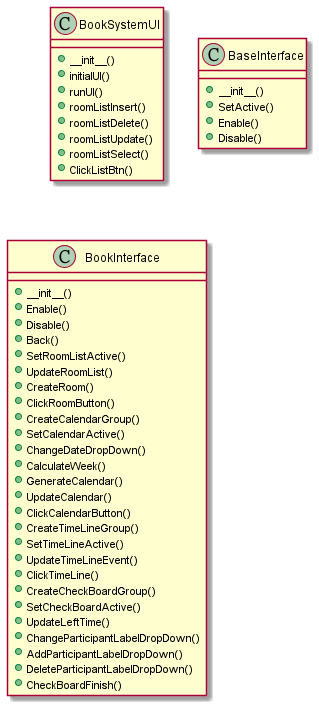 C BookSystemUI
__init__()
initialUI()
runUI()
roomListInsert()
roomListDelete()
roomListUpdate()
roomListSelect()
ClickListBtn()
C BaseInterface
__init__()
SetActive()
Enable()
Disable()
C BookInterface
__init__()
Enable()
Disable()
Back()
SetRoomListActive()
UpdateRoomList()
CreateRoom()
ClickRoomButton()
CreateCalendarGroup()
SetCalendarActive()
ChangeDateDropDown()
CalculateWeek()
GenerateCalendar()
UpdateCalendar()
ClickCalendarButton()
CreateTimeLineGroup()
SetTimeLineActive()
UpdateTimeLineEvent()
ClickTimeLine()
CreateCheckBoardGroup()
SetCheckBoardActive()
UpdateLeftTime()
ChangeParticipantLabelDropDown()
AddParticipantLabelDropDown()
DeleteParticipantLabelDropDown()
CheckBoardFinish()